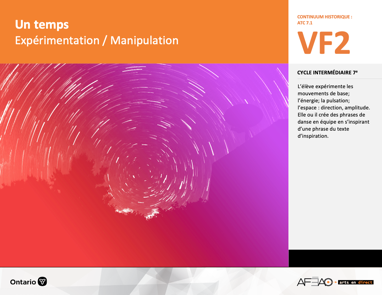 Un temps
Expérimentation / Manipulation
CONTINUUM HISTORIQUE :
ATC 7.1
VF2
CYCLE INTERMÉDIAIRE 7e
L'élève expérimente les
mouvements de base;
l'énergie; la pulsation;
l'espace : direction, amplitude.
Elle ou il crée des phrases de
danse en équipe en s'inspirant
d'une phrase du texte
d'inspiration.
Ontario
AFEAO
arts en direct